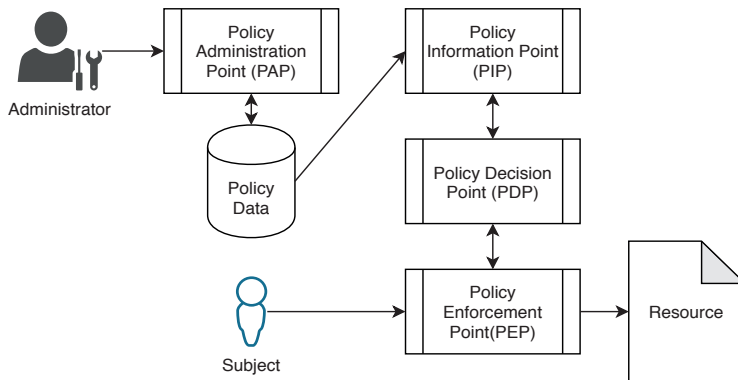 Administrator
Policy
Administration
Point (PAP)
Policy
Information Point
(PIP)
Policy
Data
Policy Decision
Point (PDP)
Subject
Policy
Enforcement
Point(PEP)
Resource